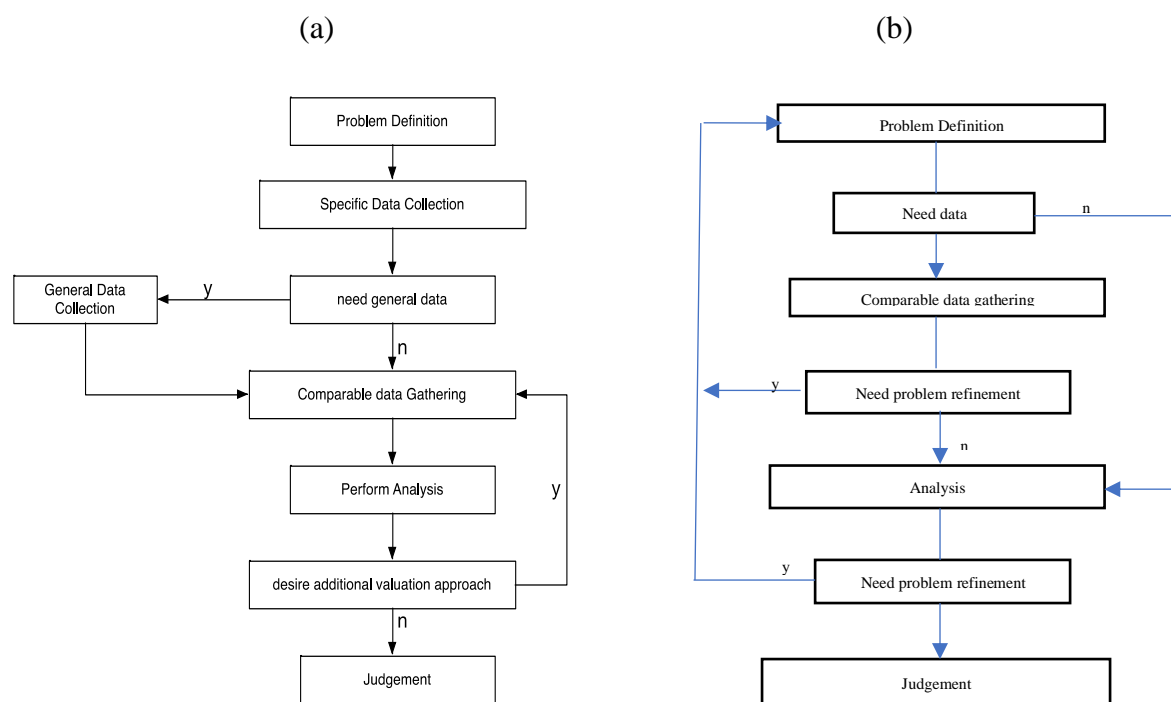 (a)
Problem Definition
Specific Data Collection
General Data
Collection
y
need general data
n
Comparable data Gathering
Perform Analysis
y
desire additional valuation approach
n
Judgement
(b)
Problem Definition
Need data
n
Comparable data gathering
y
Need problem refinement
n
Analysis
y
Need problem refinement
Judgement